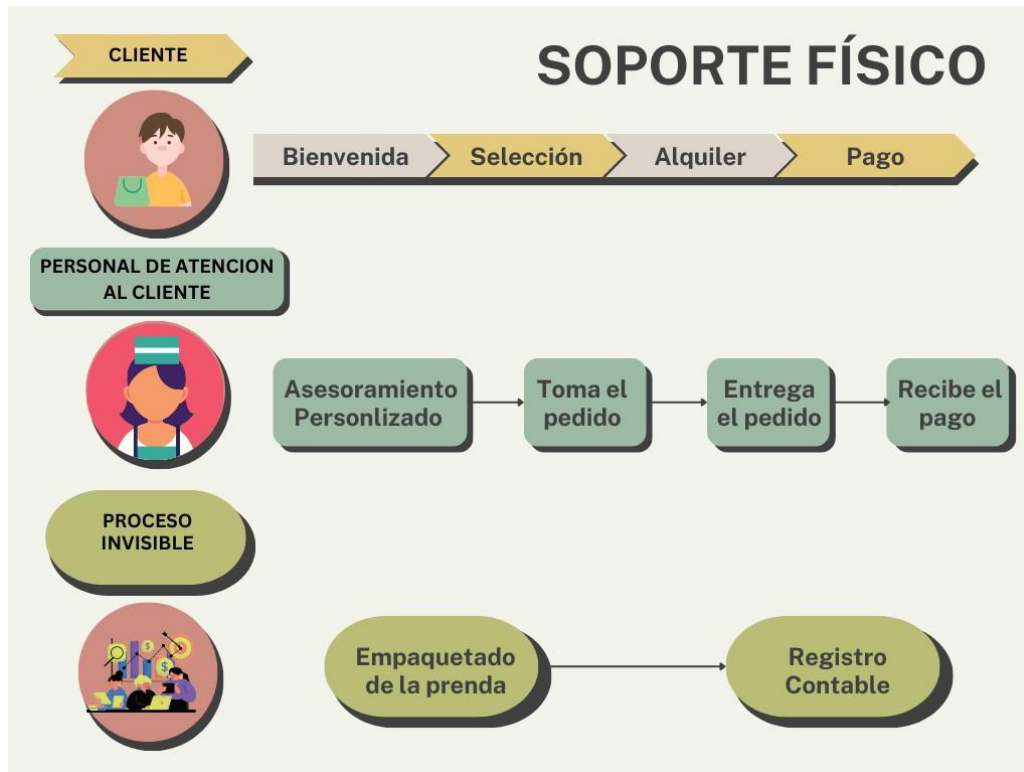 CLIENTE
SOPORTE FÍSICO
Bienvenida
Selección
Alquiler
Pago
PERSONAL DE ATENCION
AL CLIENTE
Asesoramiento
Personlizado
Toma el
pedido
Entrega
el pedido
Recibe el
pago
PROCESO
INVISIBLE
Empaquetado
de la prenda
Registro
Contable